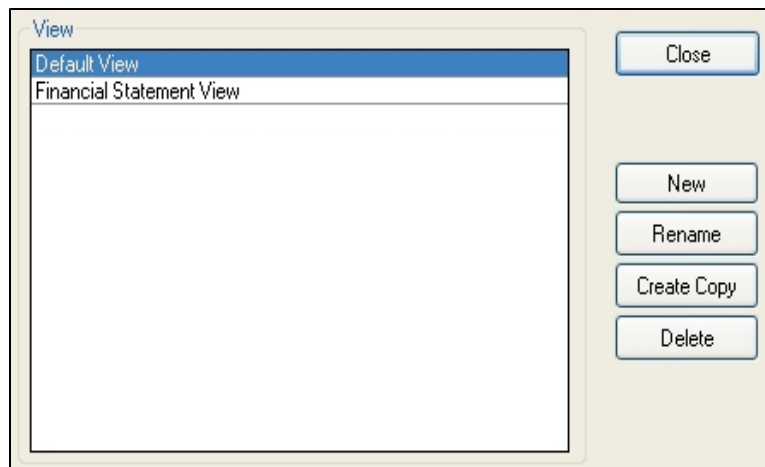 View
Default View
Financial Statement View
Close
New
Rename
Create Copy
Delete